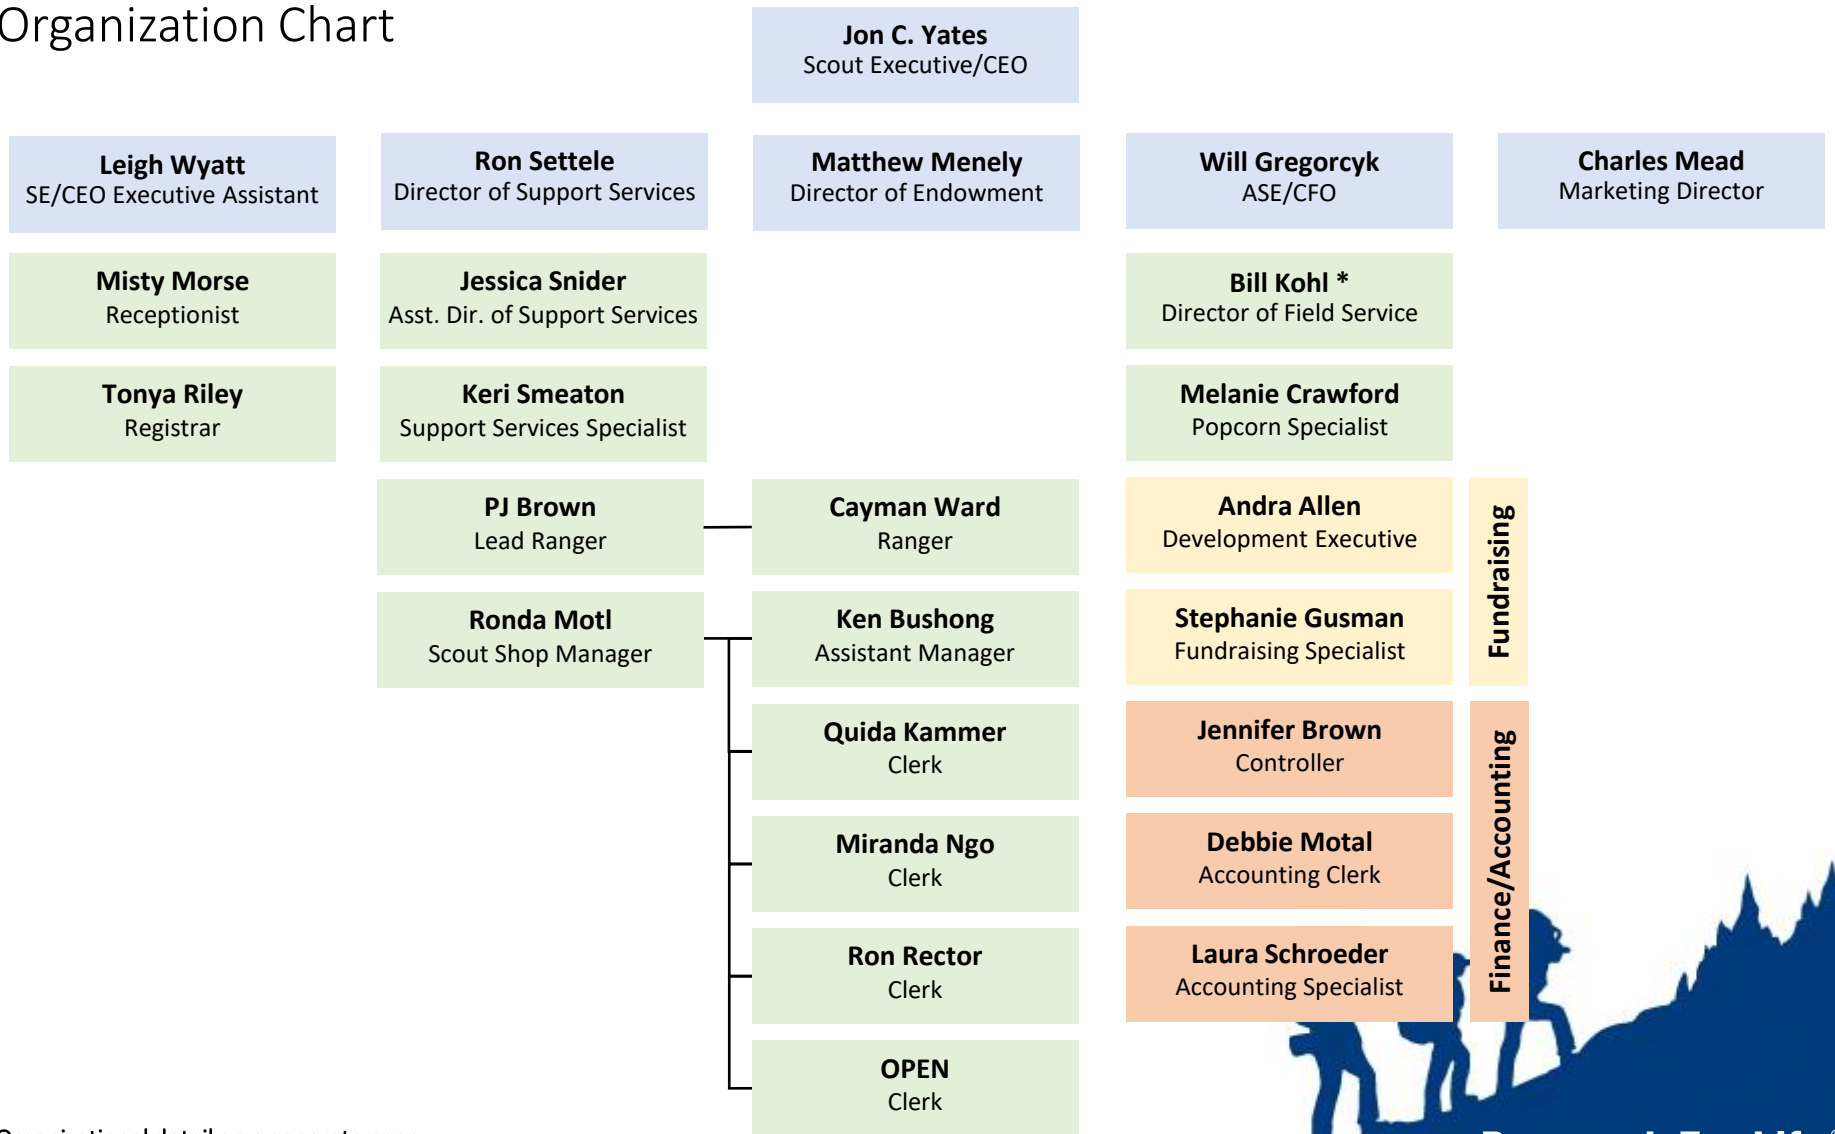 Organization Chart
Jon C. Yates
Scout Executive/CEO
Leigh Wyatt
SE/CEO Executive Assistant
Ron Settele
Director of Support Services
Matthew Menely
Director of Endowment
Will Gregorcyk
ASE/CFO
Charles Mead
Marketing Director
Misty Morse
Receptionist
Jessica Snider
Asst. Dir. of Support Services
Bill Kohl *
Director of Field Service
Tonya Riley
Registrar
Keri Smeaton
Support Services Specialist
Melanie Crawford
Popcorn Specialist
PJ Brown
Lead Ranger
Cayman Ward
Ranger
Andra Allen
Development Executive
Fundraising
Ronda Motl
Scout Shop Manager
Ken Bushong
Assistant Manager
Stephanie Gusman
Fundraising Specialist
Quida Kammer
Clerk
Jennifer Brown
Controller
Finance/Accounting
Miranda Ngo
Clerk
Debbie Motal
Accounting Clerk
Ron Rector
Clerk
Laura Schroeder
Accounting Specialist
OPEN
Clerk